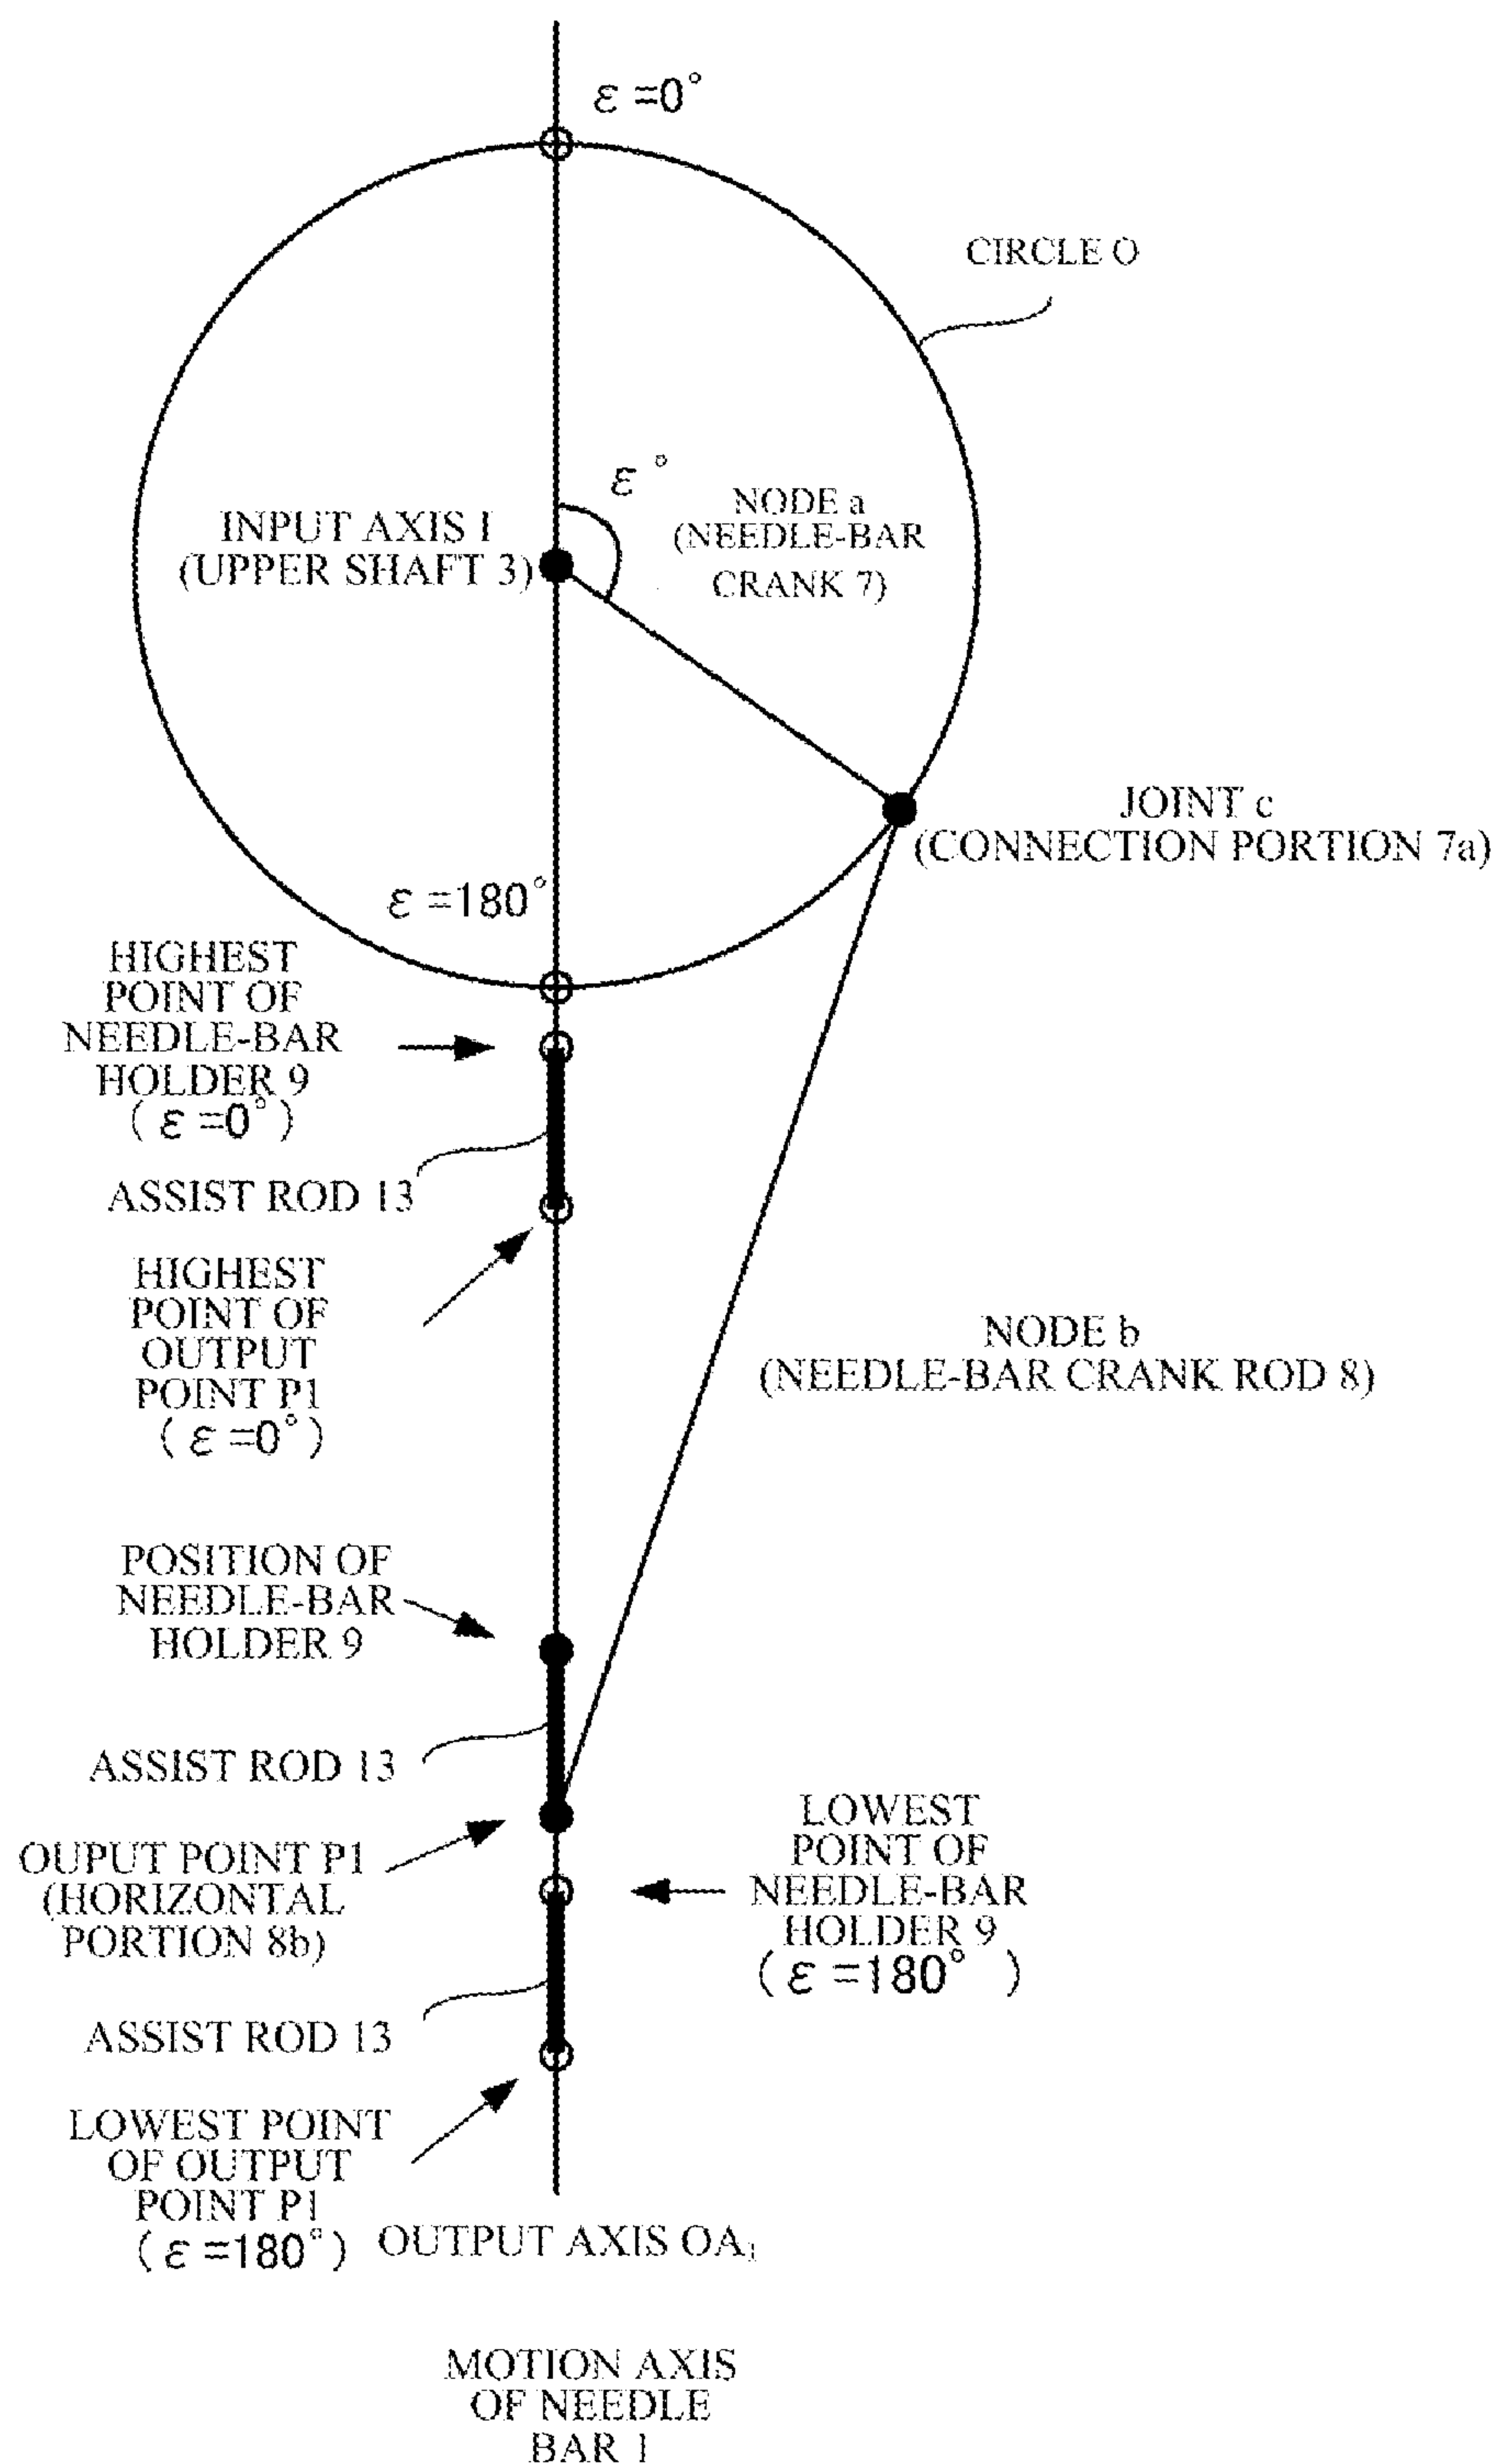 ε =0°
CIRCLE O
ε °
NODE a
(NEEDLE-BAR
CRANK 7)
INPUT AXIS I
(UPPER SHAFT 3)
JOINT c
(CONNECTION PORTION 7a)
ε =180°
HIGHEST
POINT OF
NEEDLE-BAR
HOLDER 9
( ε =0° )
ASSIST ROD 13
HIGHEST
POINT OF
OUTPUT
POINT P1
( ε =0° )
NODE b
(NEEDLE-BAR CRANK ROD 8)
POSITION OF
NEEDLE-BAR
HOLDER 9
ASSIST ROD 13
OUPUT POINT P1
(HORIZONTAL
PORTION 8b)
LOWEST
POINT OF
NEEDLE-BAR
HOLDER 9
( ε =180° )
ASSIST ROD 13
LOWEST POINT
OF OUTPUT
POINT P1
( ε =180° )
OUTPUT AXIS OA₁
MOTION AXIS
OF NEEDLE
BAR 1